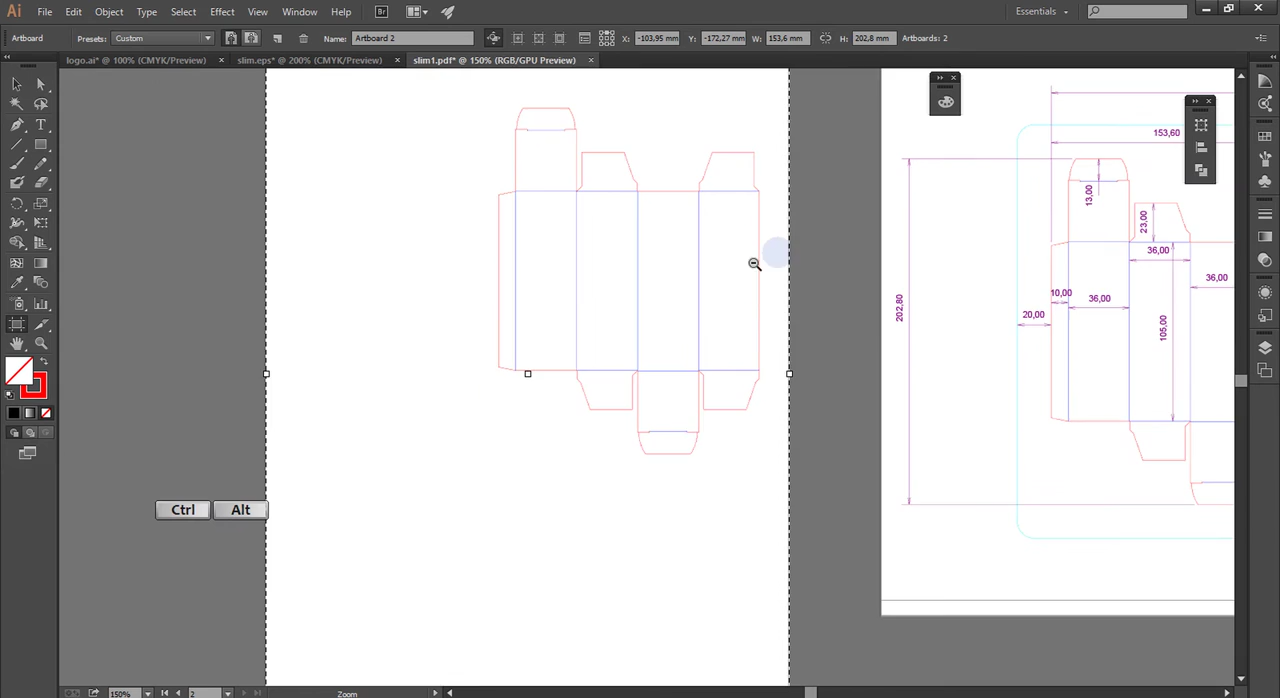 Ai File Edit Object Type Select Effect View Window Help Br Essentials
Artboard Presets: Custom Name: Artboard 2 X: -103,95 mm Y: -172,27 mm W: 153,6 mm H: 202,8 mm Artboards: 2
logo.ai* @ 100% (CMYK/Preview) × slim.eps* @ 200% (CMYK/Preview) × slim1.pdf* @ 150% (RGB/GPU Preview) ×
153,60
13,00
23,00
36,00
36,00
10,00
36,00
202,80
20,00
105,00
Ctrl Alt
150% 2 Zoom